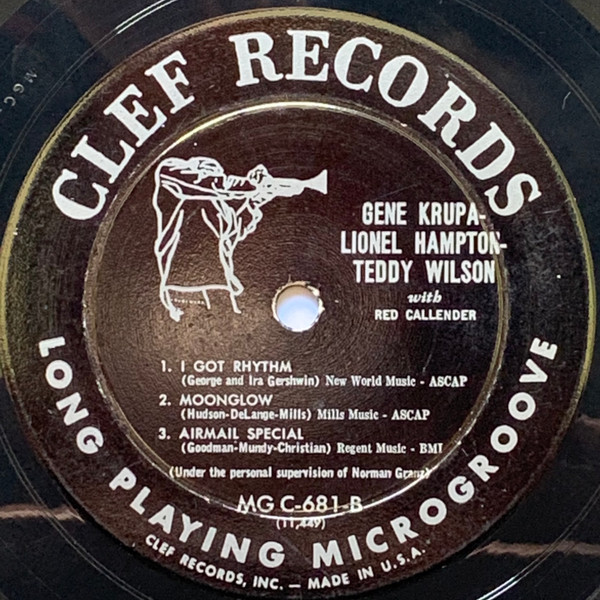 CLEF RECORDS
GENE KRUPA-
LIONEL HAMPTON-
TEDDY WILSON
with
RED CALLENDER
1. I GOT RHYTHM
(George and Ira Gershwin) New World Music - ASCAP
2. MOONGLOW
(Hudson-DeLange-Mills) Mills Music - ASCAP
3. AIRMAIL SPECIAL
(Goodman-Mundy-Christian) Regent Music - BMI
(Under the personal supervision of Norman Granz)
MG C-681-B
(11,449)
LONG PLAYING MICROGROOVE
CLEF RECORDS, INC. — MADE IN U.S.A.